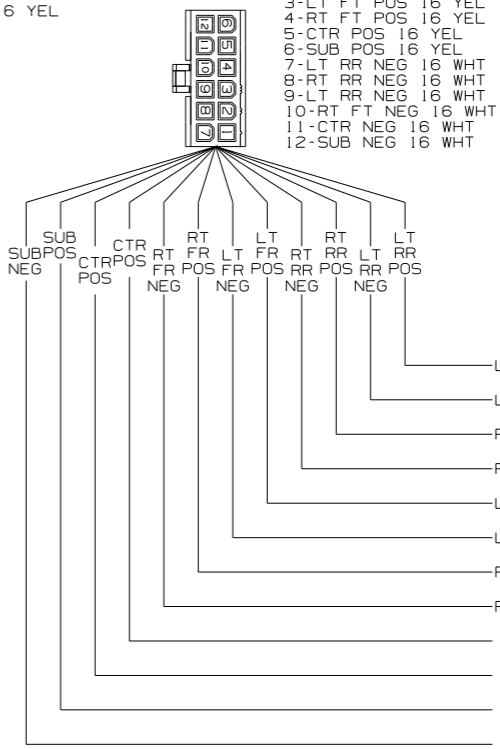 6 YEL
3-LT FT POS 16 YEL
4-RT FT POS 16 YEL
5-CTR POS 16 YEL
6-SUB POS 16 YEL
7-LT RR NEG 16 WHT
8-RT RR NEG 16 WHT
9-LT RR NEG 16 WHT
10-RT FT NEG 16 WHT
11-CTR NEG 16 WHT
12-SUB NEG 16 WHT
12 6
11 5
10 4
9 3
8 2
7 1
SUB
NEG
SUB
POS
CTR
POS
CTR
POS
RT
FR
NEG
RT
FR
POS
LT
FR
NEG
LT
FR
POS
RT
RR
NEG
RT
RR
POS
LT
RR
NEG
LT
RR
POS